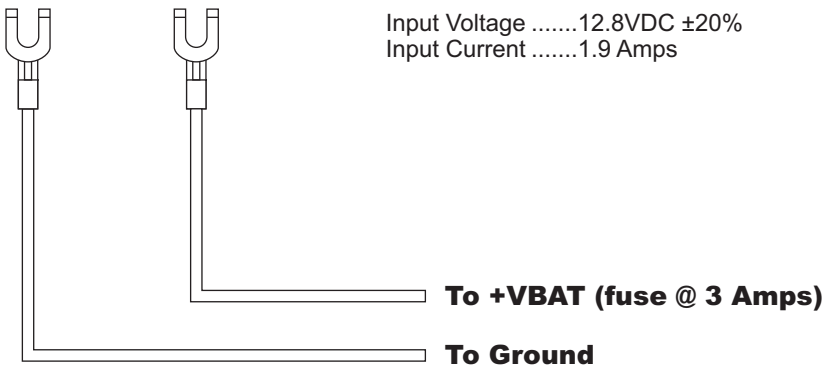 Input Voltage .......12.8VDC ±20%
Input Current .......1.9 Amps
To +VBAT (fuse @ 3 Amps)
To Ground